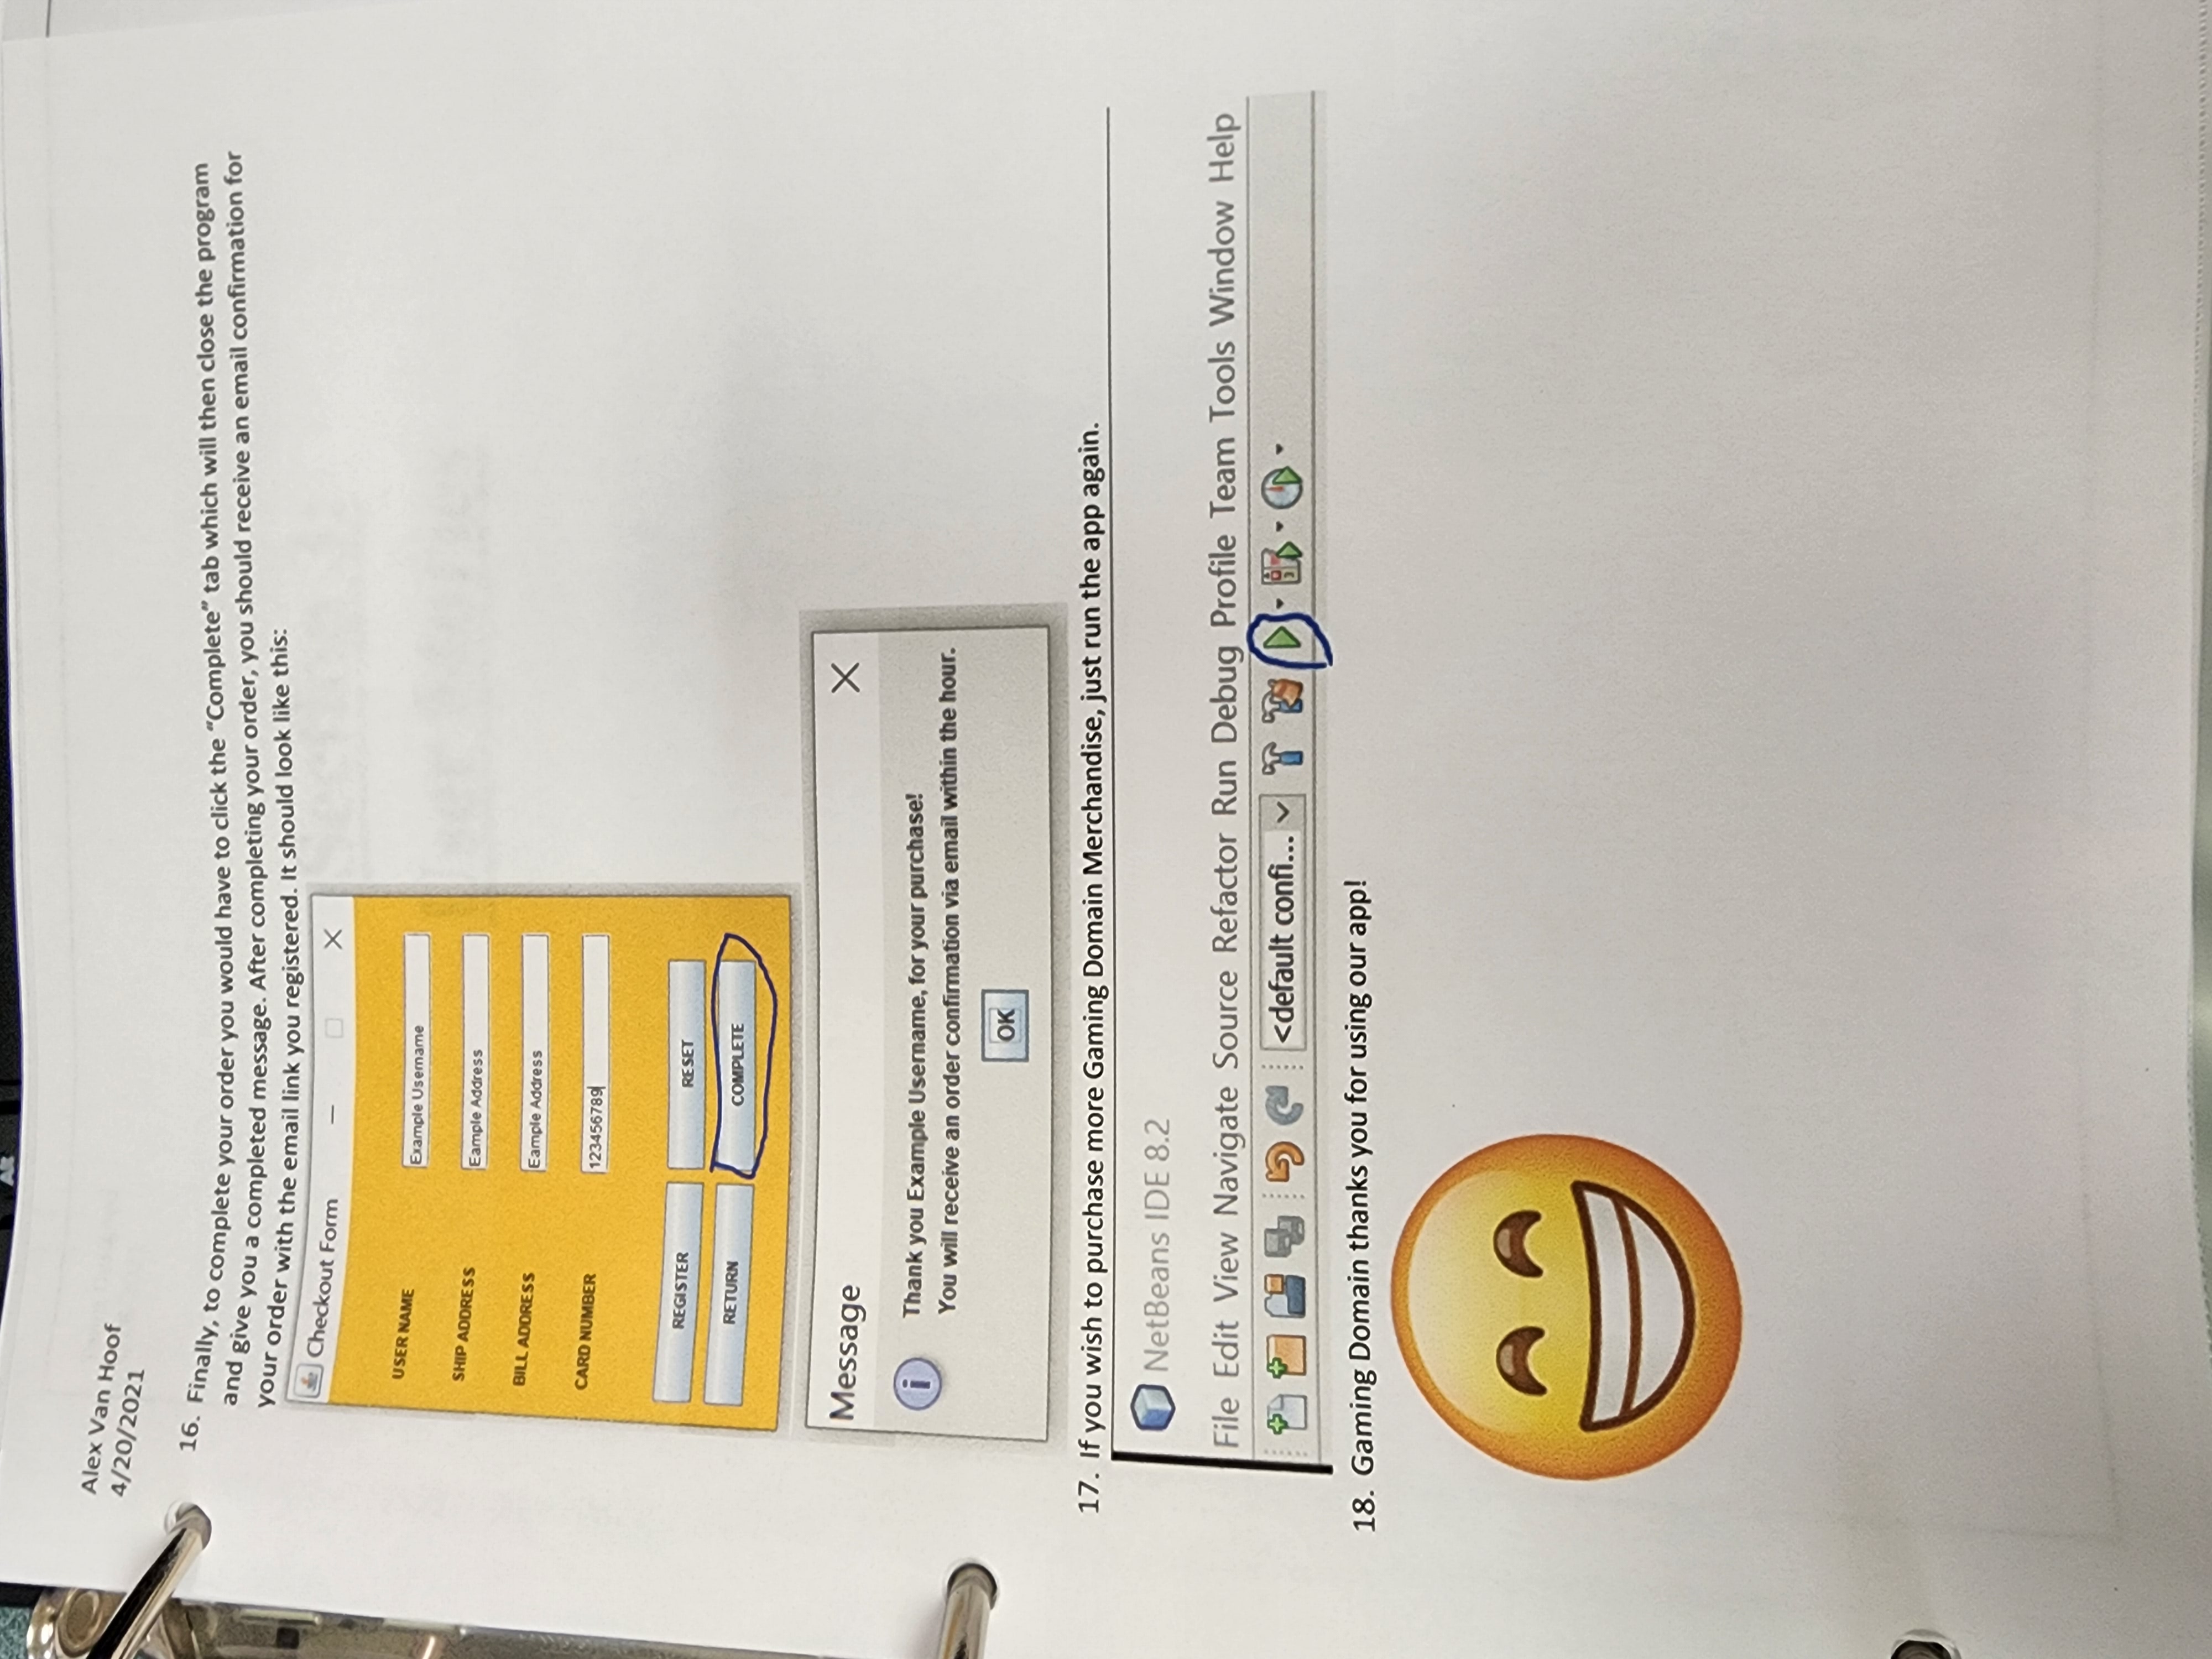 Alex Van Hoof
4/20/2021
16. Finally, to complete your order you would have to click the “Complete” tab which will then close the program
and give you a completed message. After completing your order, you should receive an email confirmation for
your order with the email link you registered. It should look like this:
Checkout Form
USER NAME Example Username
SHIP ADDRESS Eample Address
BILL ADDRESS Eample Address
CARD NUMBER 123456789
REGISTER RESET
RETURN COMPLETE
Message
Thank you Example Username, for your purchase!
You will receive an order confirmation via email within the hour.
OK
17. If you wish to purchase more Gaming Domain Merchandise, just run the app again.
NetBeans IDE 8.2
File Edit View Navigate Source Refactor Run Debug Profile Team Tools Window Help
<default confi...
18. Gaming Domain thanks you for using our app!